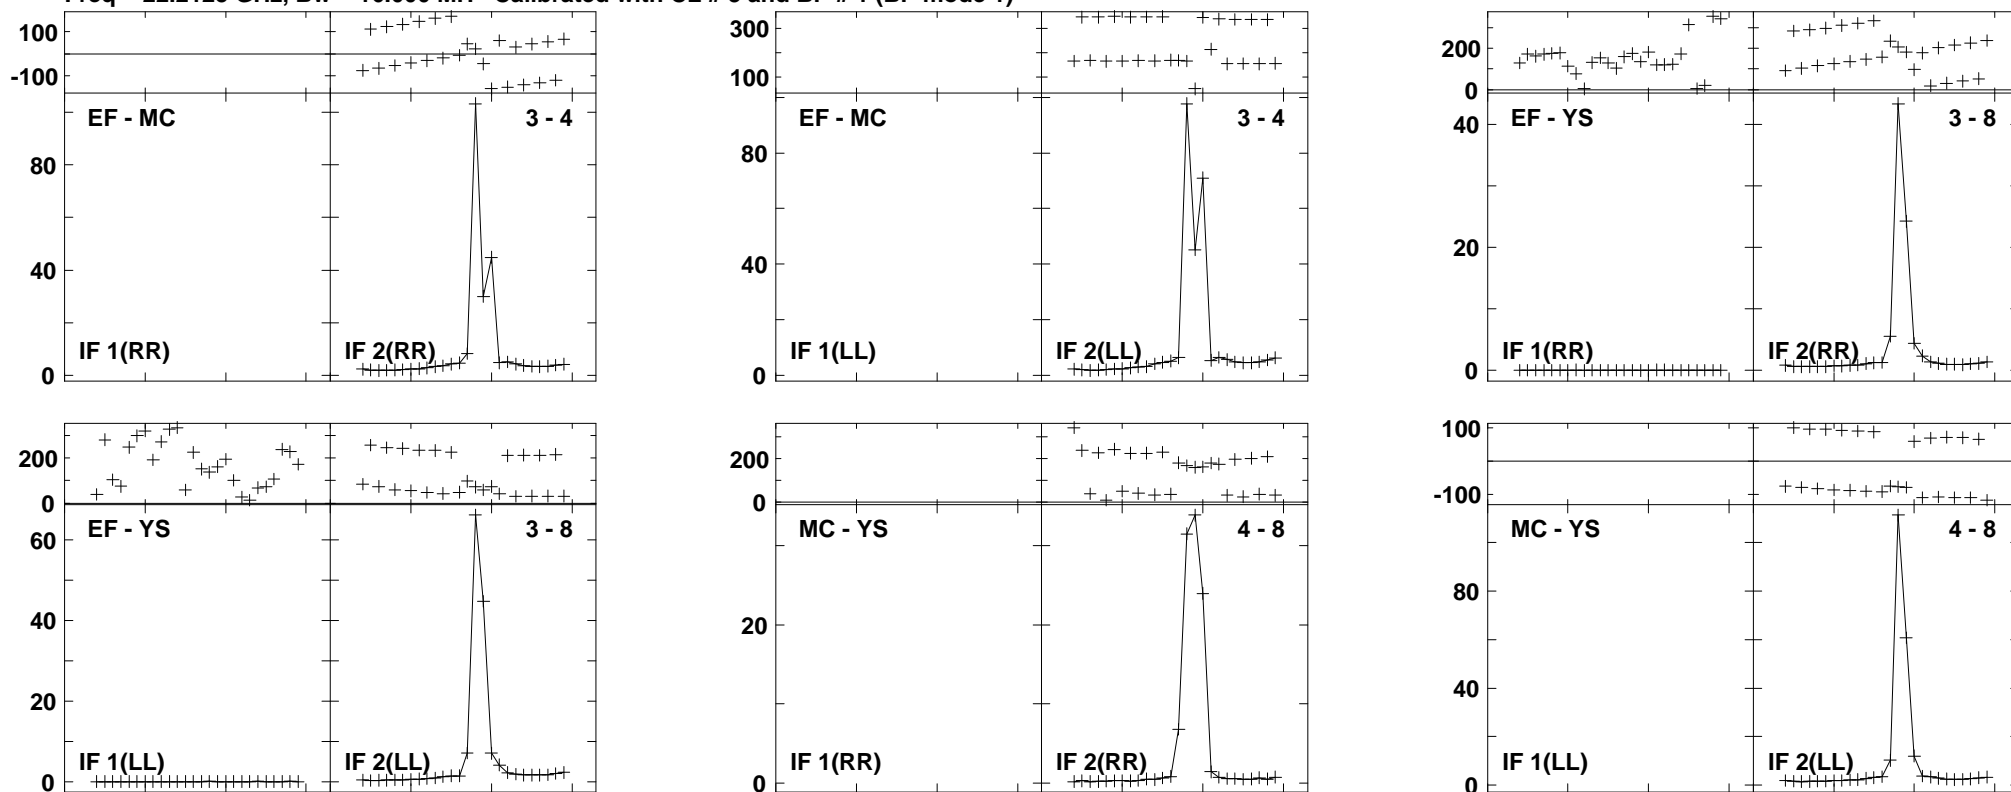 100
-100
EF - MC
3 - 4
80
40
0
IF 1(RR)
IF 2(RR)
300
100
EF - MC
3 - 4
80
40
0
IF 1(LL)
IF 2(LL)
200
0
EF - YS
3 - 8
40
20
0
IF 1(RR)
IF 2(RR)
200
0
EF - YS
3 - 8
60
40
20
0
IF 1(LL)
IF 2(LL)
200
0
MC - YS
4 - 8
20
0
IF 1(RR)
IF 2(RR)
100
-100
MC - YS
4 - 8
80
40
0
IF 1(LL)
IF 2(LL)